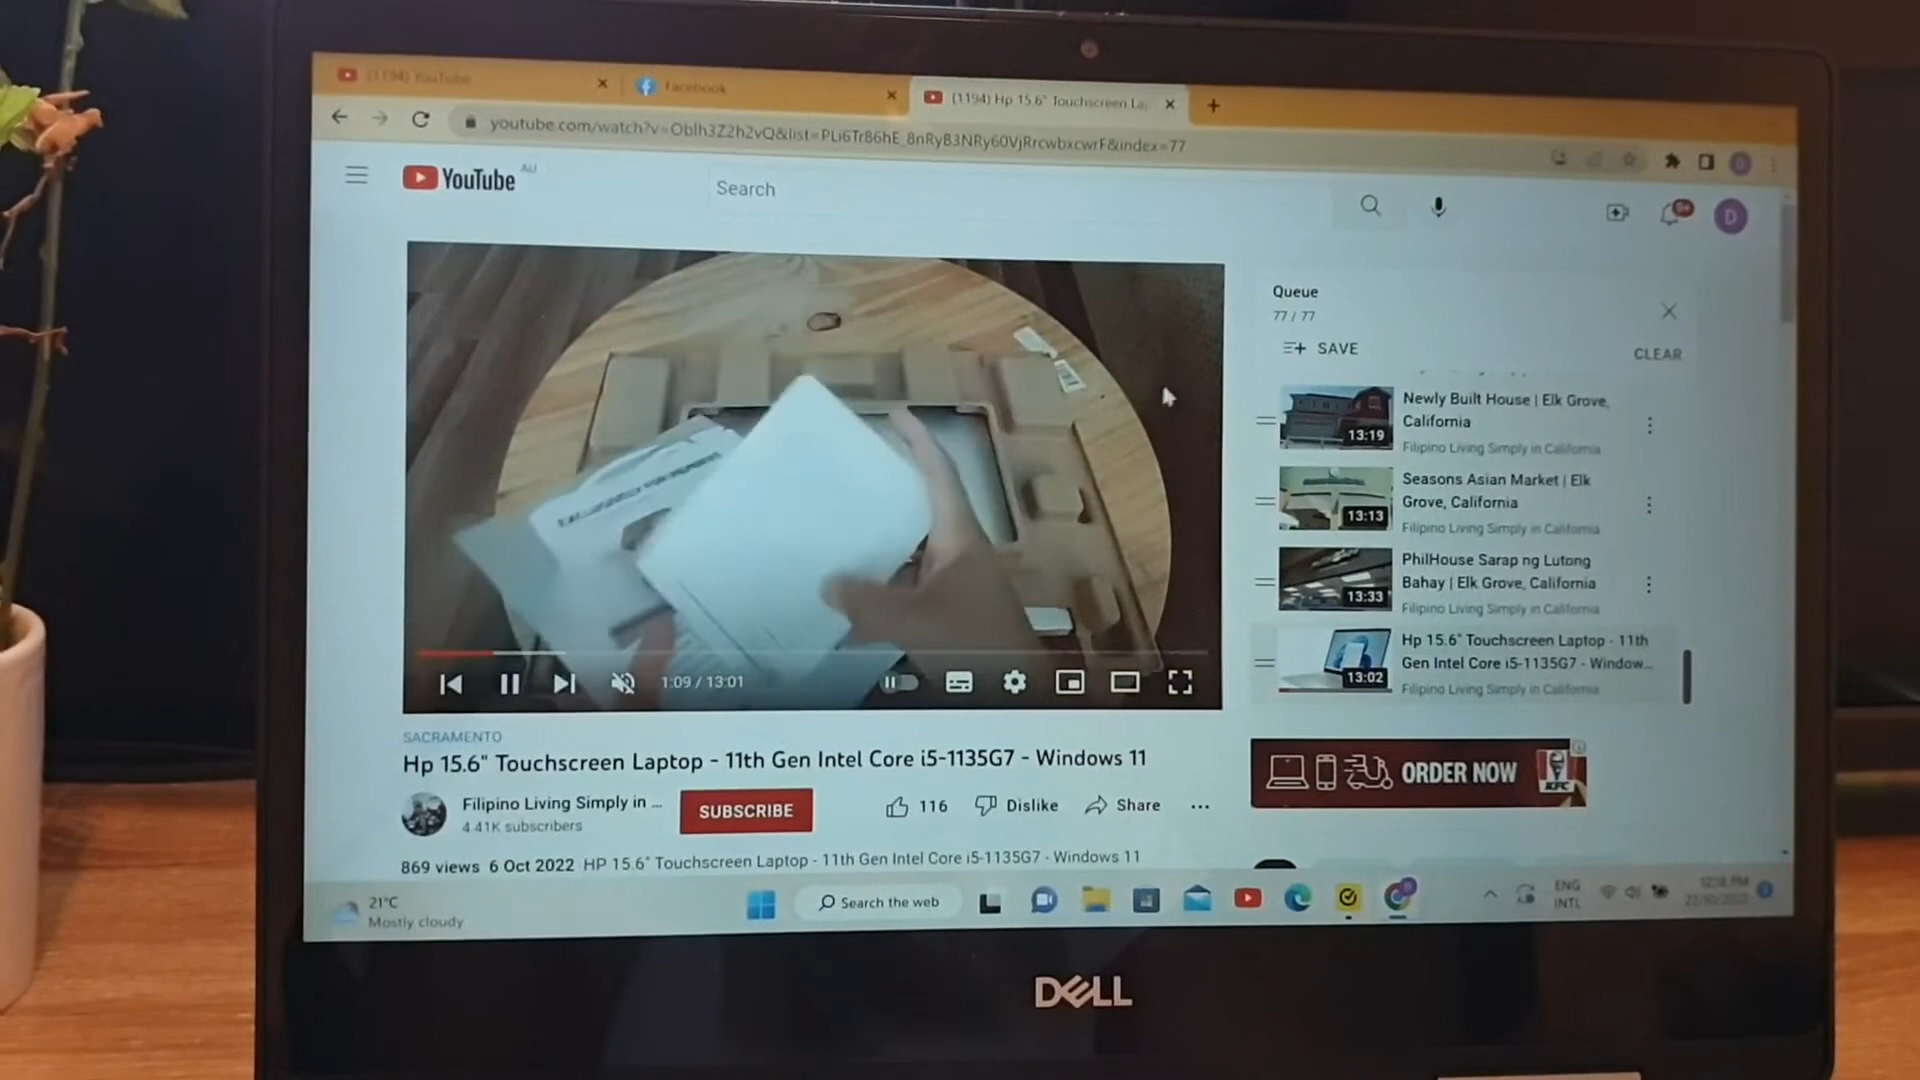 (1194) YouTube
Facebook
(1194) Hp 15.6" Touchscreen La
youtube.com/watch?v=Oblh3Z2h2vQ&list=PLi6Tr86hE_8nRyB3NRy60VjRrcwbxcwrF&index=77
YouTube AU
Search
9+
D
Queue
77 / 77
SAVE
CLEAR
Newly Built House | Elk Grove,
California
13:19
Filipino Living Simply in California
Seasons Asian Market | Elk
Grove, California
13:13
Filipino Living Simply in California
PhilHouse Sarap ng Lutong
Bahay | Elk Grove, California
13:33
Filipino Living Simply in California
Hp 15.6" Touchscreen Laptop - 11th
Gen Intel Core i5-1135G7 - Window...
13:02
Filipino Living Simply in California
1:09 / 13:01
SACRAMENTO
Hp 15.6" Touchscreen Laptop - 11th Gen Intel Core i5-1135G7 - Windows 11
Filipino Living Simply in ...
4.41K subscribers
SUBSCRIBE
116
Dislike
Share
ORDER NOW
KFC
869 views 6 Oct 2022 HP 15.6" Touchscreen Laptop - 11th Gen Intel Core i5-1135G7 - Windows 11
21°C
Mostly cloudy
Search the web
ENG
INTL
DELL